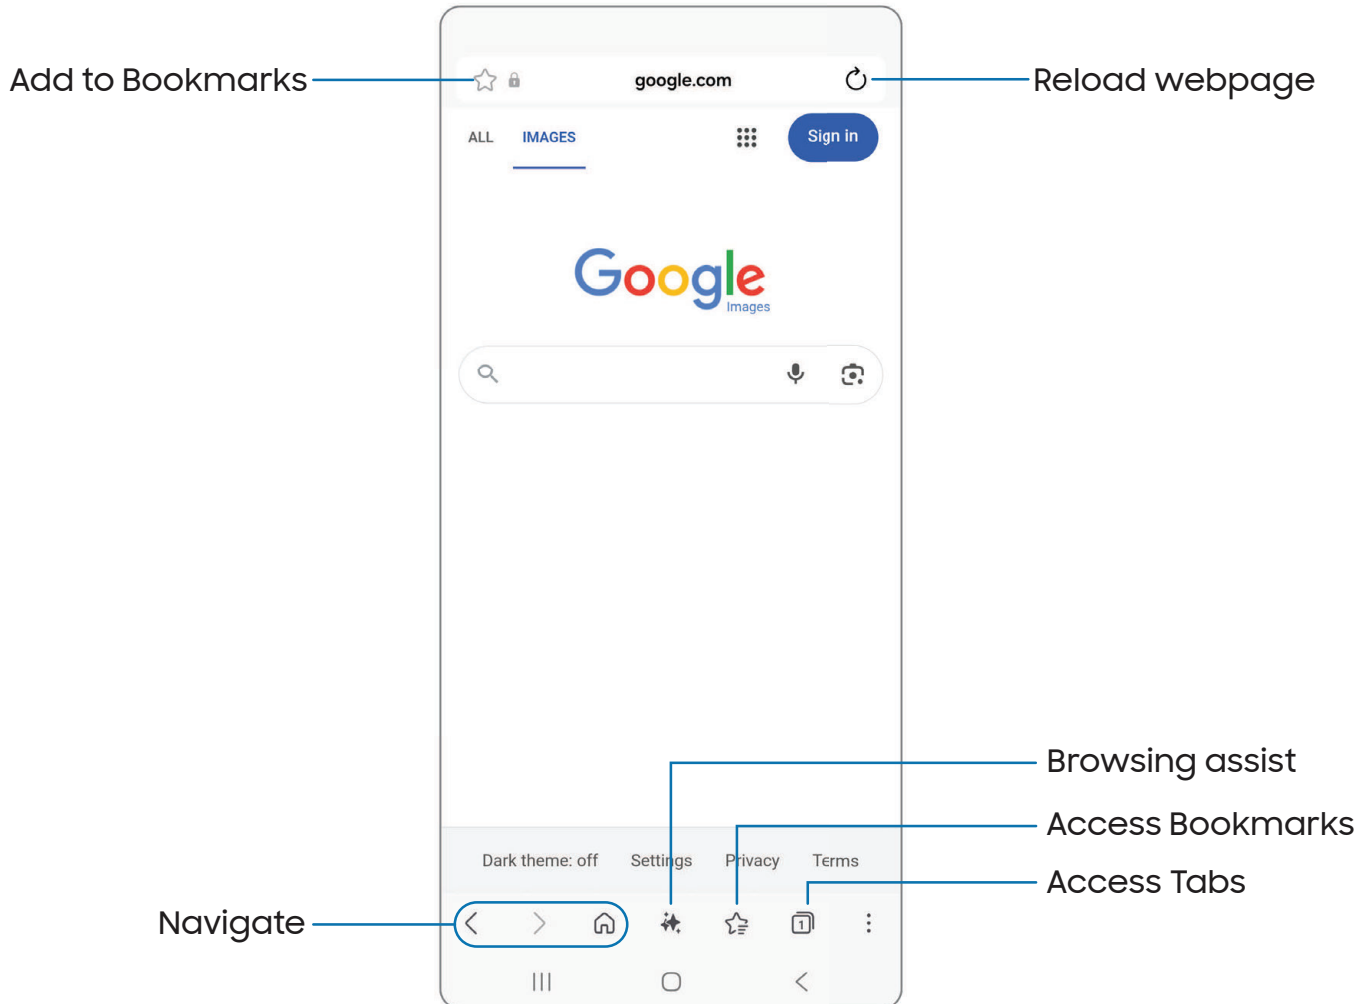 Add to Bookmarks
google.com
Reload webpage
ALL IMAGES Sign in
Google
Images
Browsing assist
Access Bookmarks
Dark theme: off Settings Privacy Terms
Access Tabs
Navigate
1